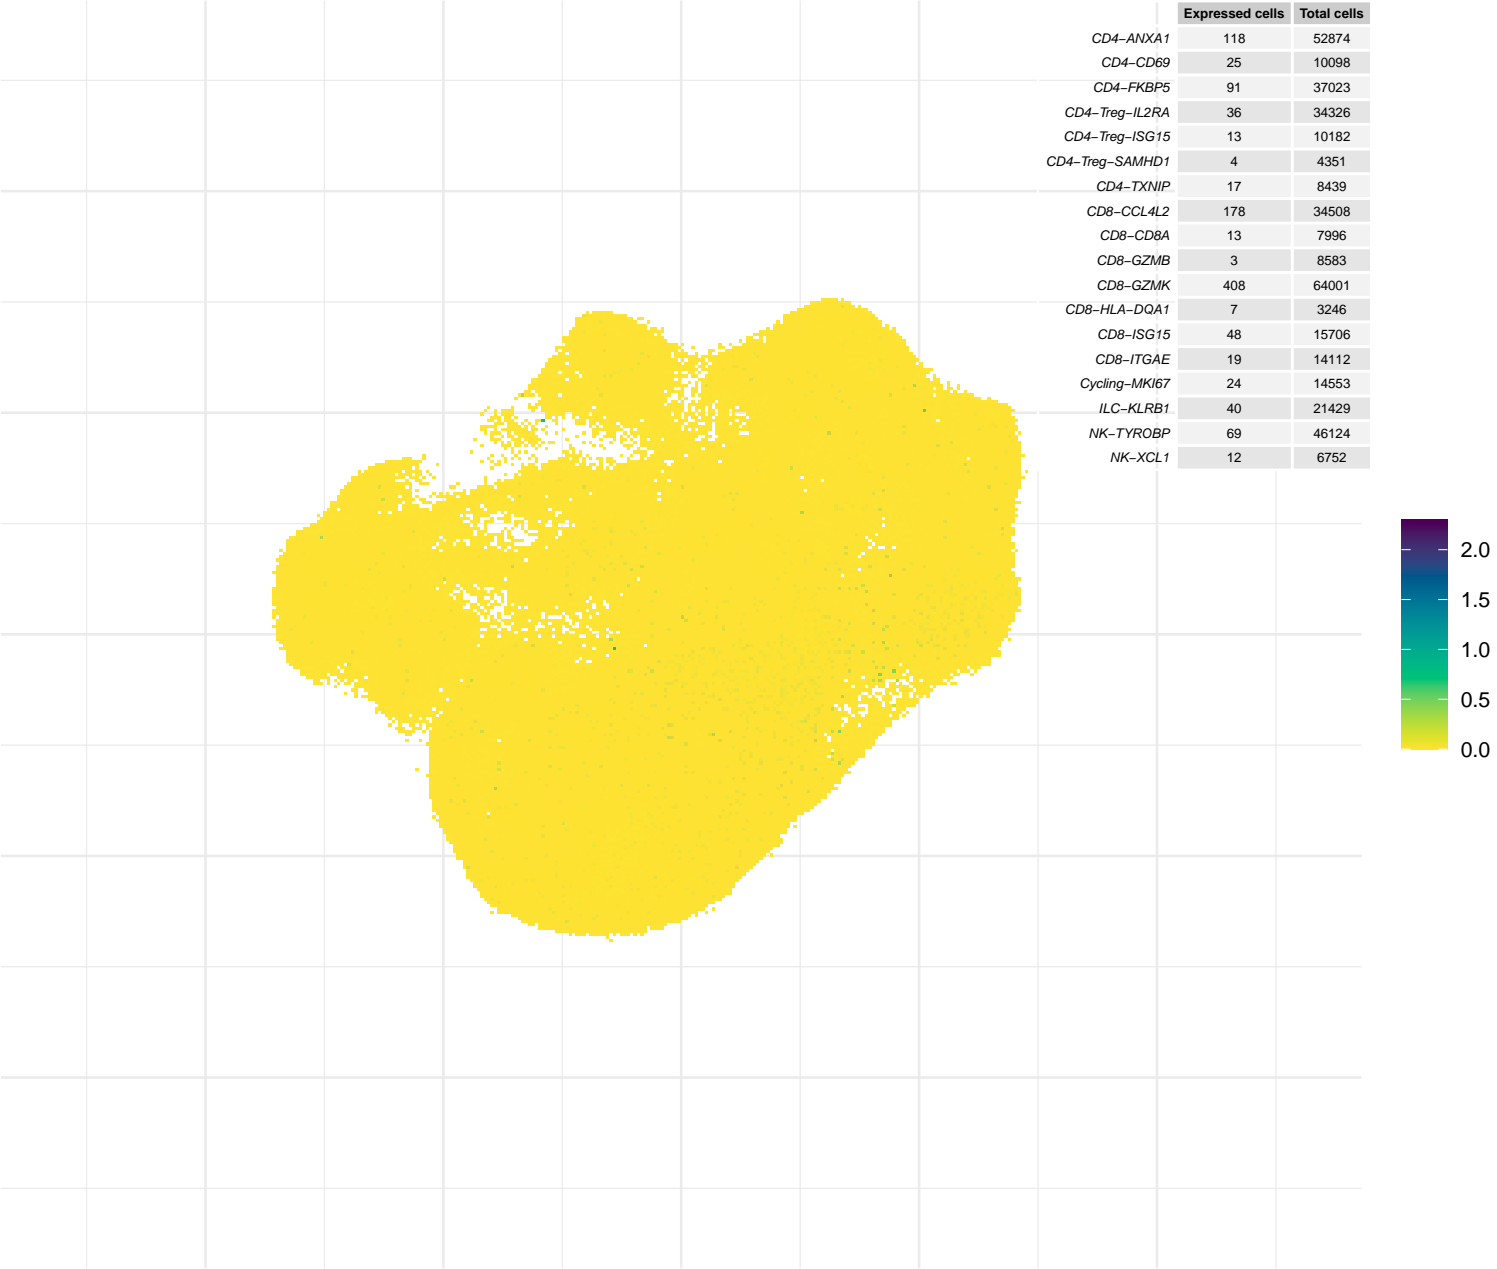 Expressed cells Total cells
CD4−ANXA1 118 52874
CD4−CD69 25 10098
CD4−FKBP5 91 37023
CD4−Treg−IL2RA 36 34326
CD4−Treg−ISG15 13 10182
CD4−Treg−SAMHD1 4 4351
CD4−TXNIP 17 8439
CD8−CCL4L2 178 34508
CD8−CD8A 13 7996
CD8−GZMB 3 8583
CD8−GZMK 408 64001
CD8−HLA−DQA1 7 3246
CD8−ISG15 48 15706
CD8−ITGAE 19 14112
Cycling−MKI67 24 14553
ILC−KLRB1 40 21429
NK−TYROBP 69 46124
NK−XCL1 12 6752
2.0
1.5
1.0
0.5
0.0